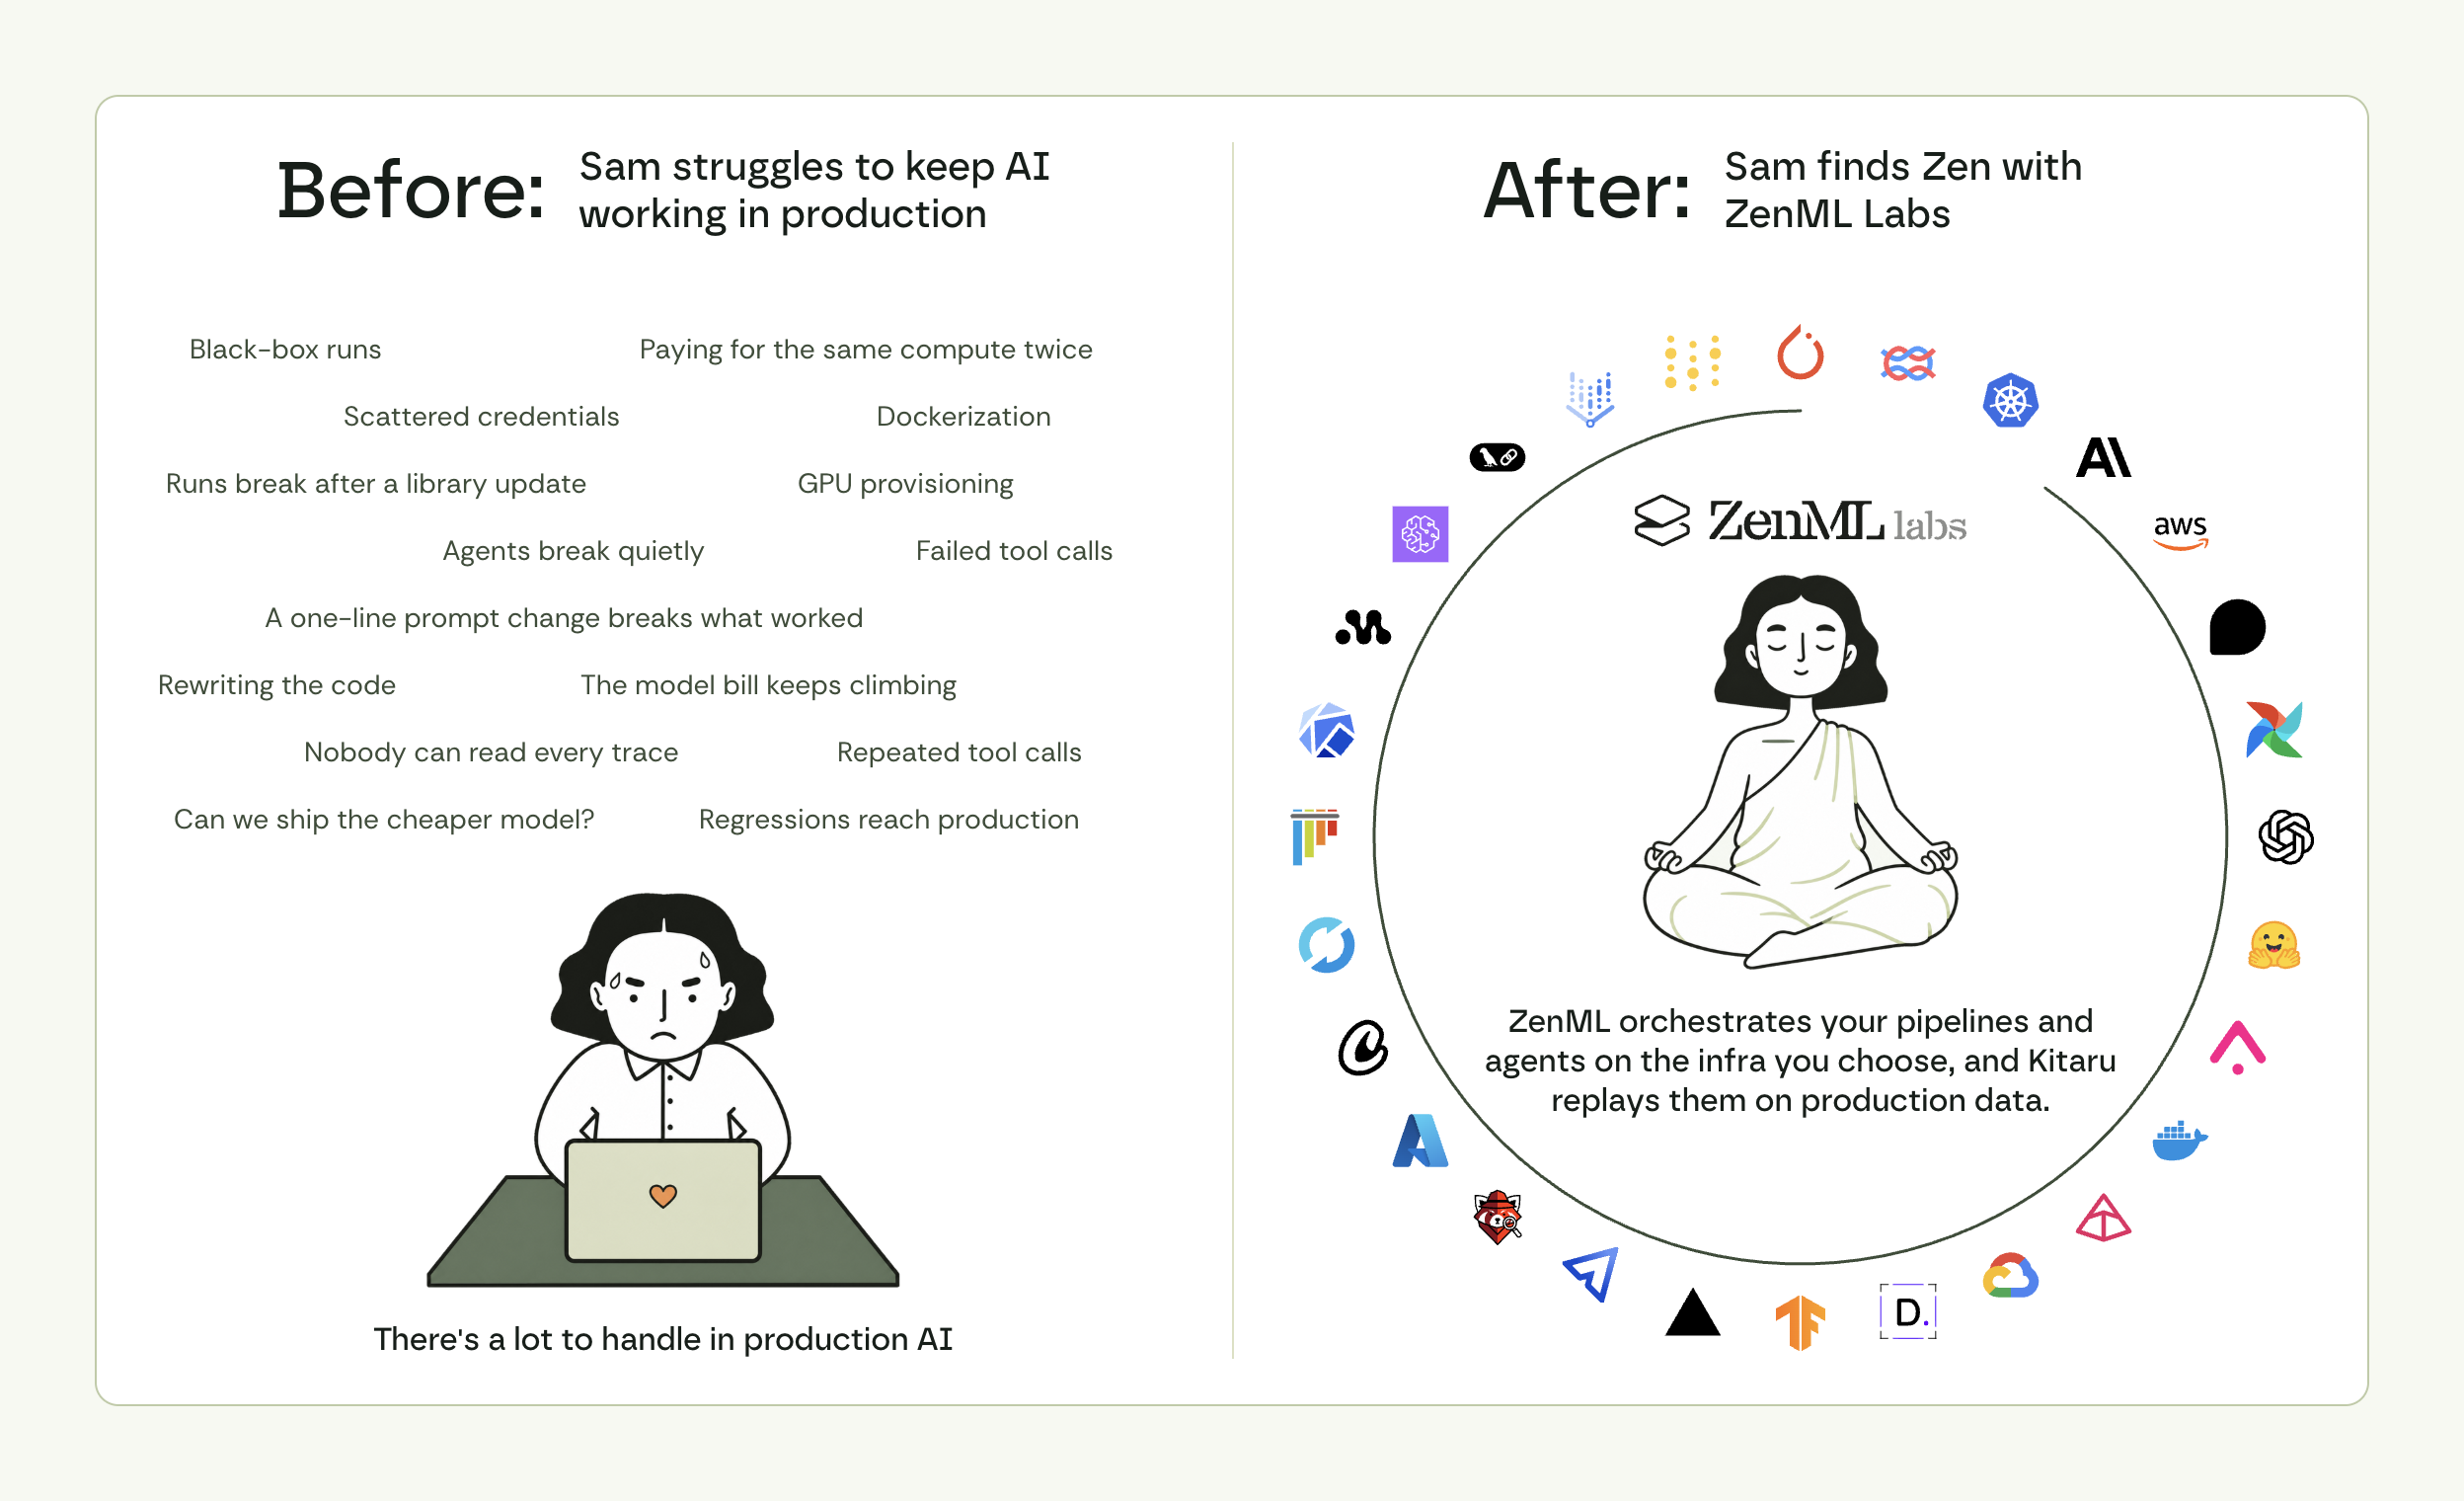 Before:
Sam struggles to keep AI
working in production
Black-box runs
Paying for the same compute twice
Scattered credentials
Dockerization
Runs break after a library update
GPU provisioning
Agents break quietly
Failed tool calls
A one-line prompt change breaks what worked
Rewriting the code
The model bill keeps climbing
Nobody can read every trace
Repeated tool calls
Can we ship the cheaper model?
Regressions reach production
There's a lot to handle in production AI
After:
Sam finds Zen with
ZenML Labs
AI
aws
ZenML labs
ZenML orchestrates your pipelines and
agents on the infra you choose, and Kitaru
replays them on production data.
D.